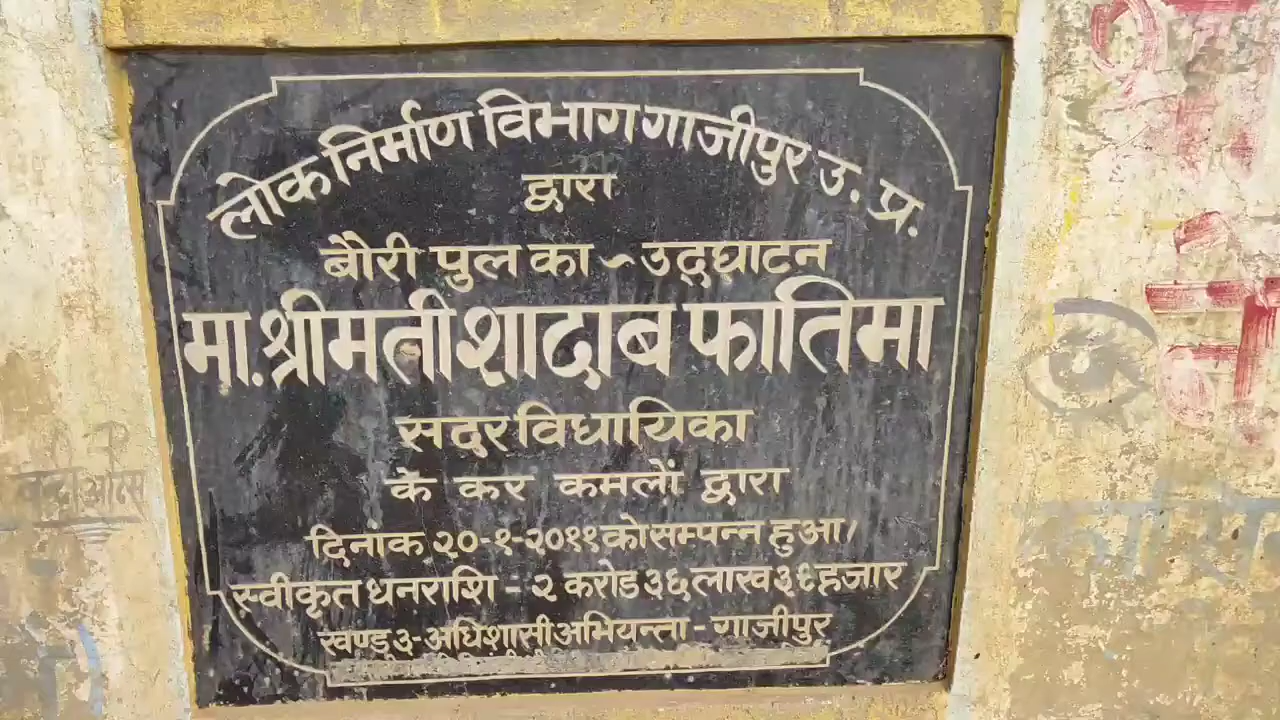 लोक निर्माण विभाग गाजीपुर उ. प्र.
द्वारा
बौरी पुल का ~ उद्घाटन
मा. श्रीमती शादाब फातिमा
सदर विधायिका
के कर कमलों द्वारा
दिनांक २०-१-२०११ को सम्पन्न हुआ।
स्वीकृत धनराशि - २ करोड ३६ लाख ३६ हजार
खण्ड ३-अधिशासी अभियन्ता - गाजीपुर